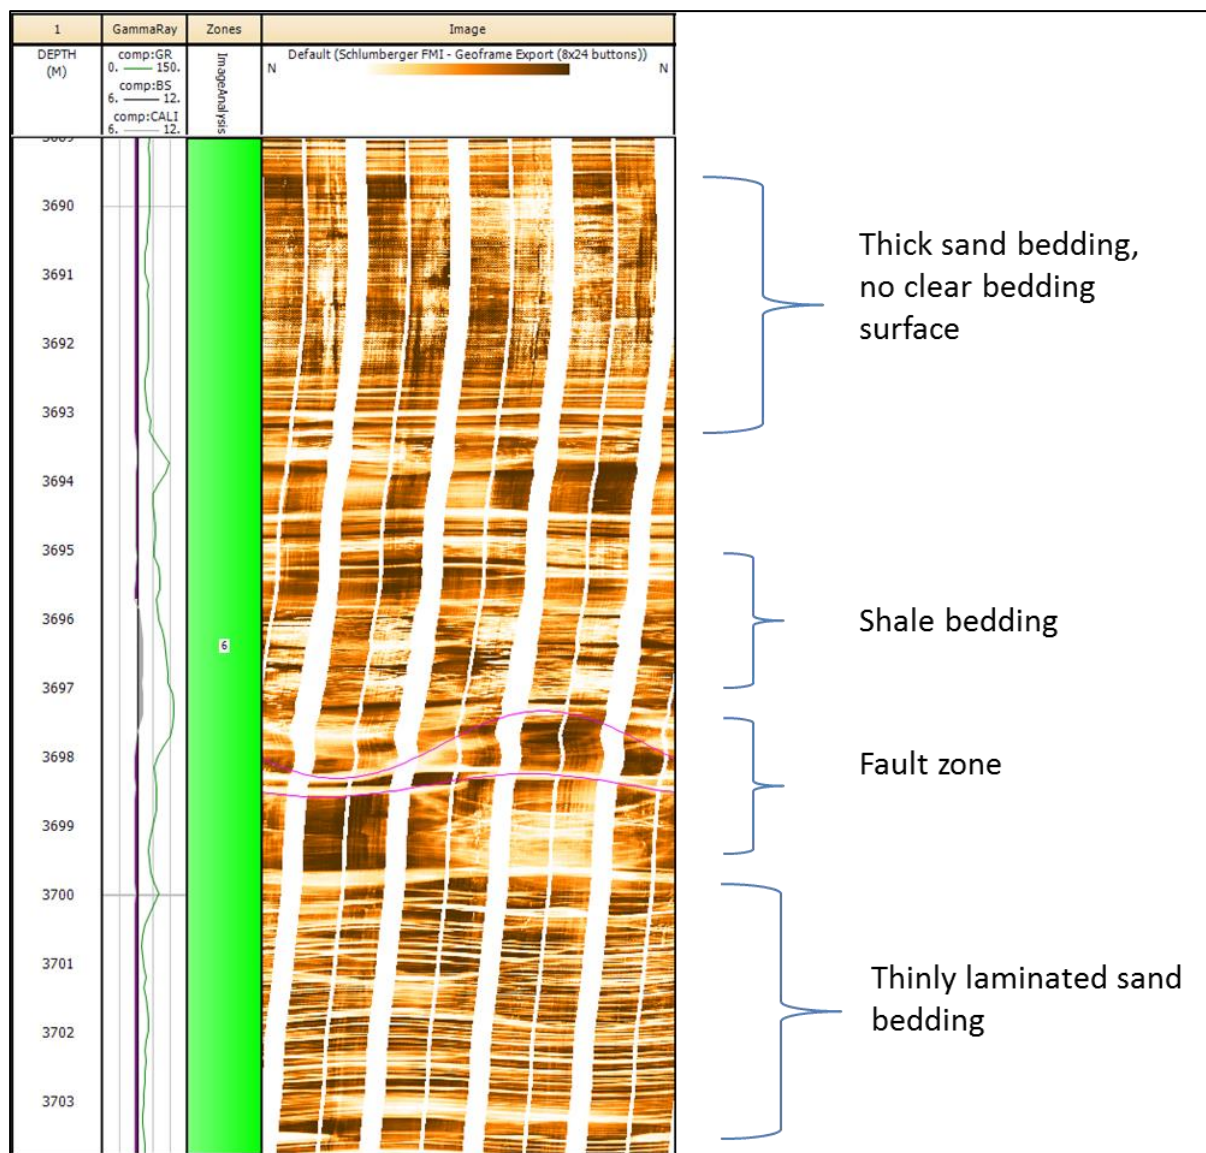 1 GammaRay Zones Image
DEPTH
(M)
comp:GR
0. 150.
comp:BS
6. 12.
comp:CALI
6. 12.
ImageAnalysis
Default (Schlumberger FMI - Geoframe Export (8x24 buttons))
N N
3690
3691
3692
3693
3694
3695
3696
3697
3698
3699
3700
3701
3702
3703
6
Thick sand bedding,
no clear bedding
surface
Shale bedding
Fault zone
Thinly laminated sand
bedding